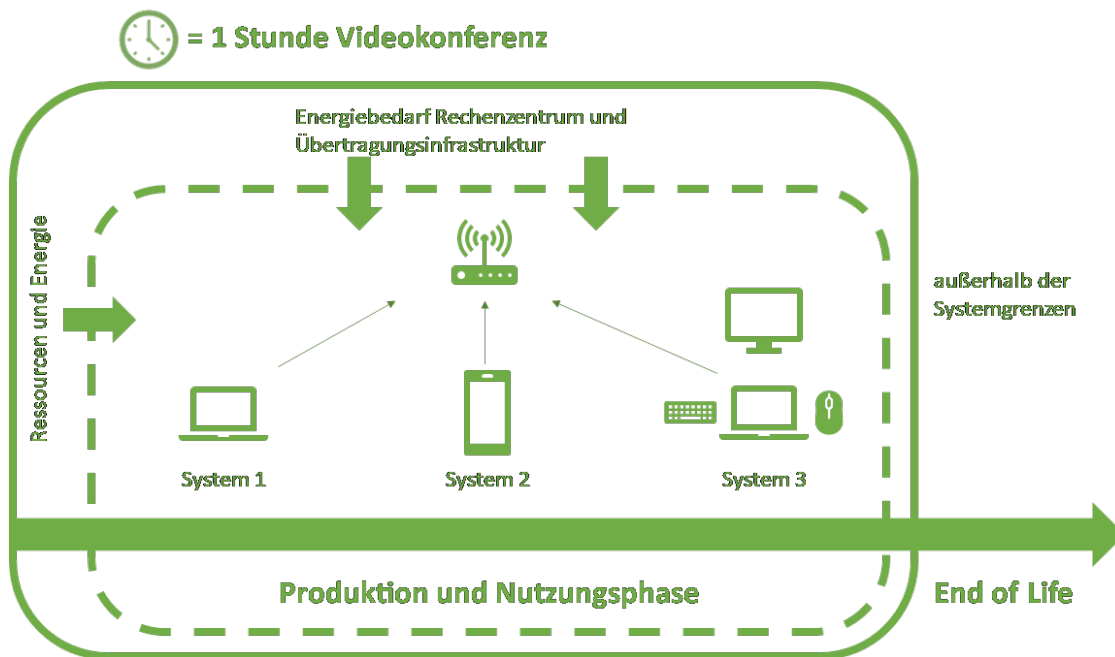 = 1 Stunde Videokonferenz
Energiebedarf Rechenzentrum und
Übertragungsinfrastruktur
Ressourcen und Energie
außerhalb der
Systemgrenzen
System 1
System 2
System 3
Produktion und Nutzungsphase
End of Life